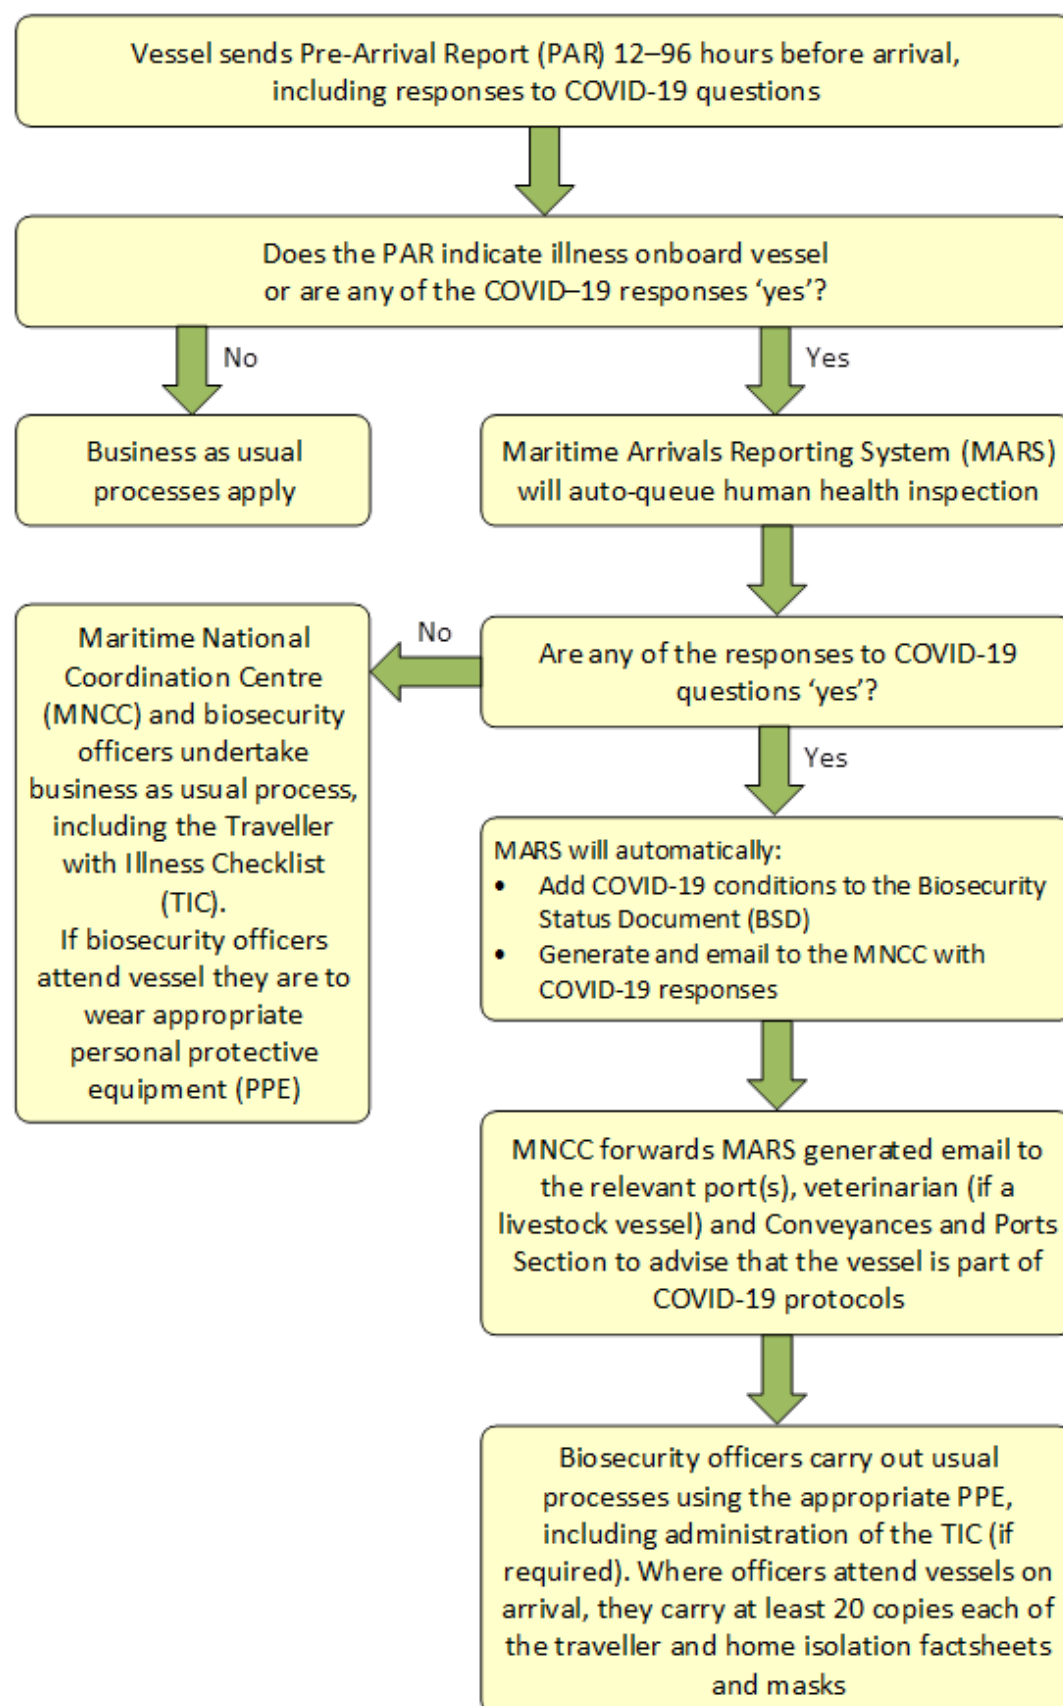 Vessel sends Pre-Arrival Report (PAR) 12–96 hours before arrival,
including responses to COVID-19 questions
Does the PAR indicate illness onboard vessel
or are any of the COVID–19 responses ‘yes’?
No
Yes
Business as usual
processes apply
Maritime Arrivals Reporting System (MARS)
will auto-queue human health inspection
Are any of the responses to COVID-19
questions ‘yes’?
No
Maritime National
Coordination Centre
(MNCC) and biosecurity
officers undertake
business as usual process,
including the Traveller
with Illness Checklist
(TIC).
If biosecurity officers
attend vessel they are to
wear appropriate
personal protective
equipment (PPE)
Yes
MARS will automatically:
• Add COVID-19 conditions to the Biosecurity
Status Document (BSD)
• Generate and email to the MNCC with
COVID-19 responses
MNCC forwards MARS generated email to
the relevant port(s), veterinarian (if a
livestock vessel) and Conveyances and Ports
Section to advise that the vessel is part of
COVID-19 protocols
Biosecurity officers carry out usual
processes using the appropriate PPE,
including administration of the TIC (if
required). Where officers attend vessels on
arrival, they carry at least 20 copies each of
the traveller and home isolation factsheets
and masks